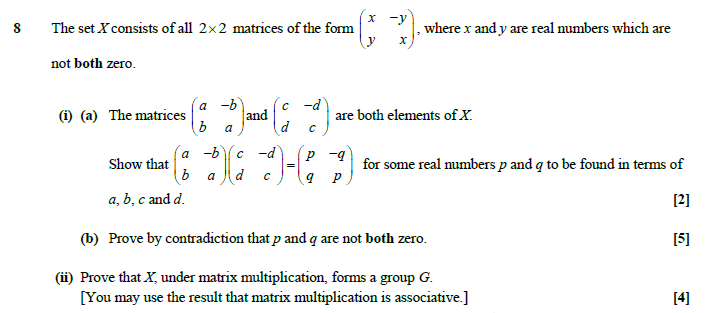 8 The set X consists of all 2×2 matrices of the form $\begin{pmatrix} x & -y \\ y & x \end{pmatrix}$, where x and y are real numbers which are
not both zero.
(i) (a) The matrices $\begin{pmatrix} a & -b \\ b & a \end{pmatrix}$ and $\begin{pmatrix} c & -d \\ d & c \end{pmatrix}$ are both elements of X.
Show that $\begin{pmatrix} a & -b \\ b & a \end{pmatrix}\begin{pmatrix} c & -d \\ d & c \end{pmatrix} = \begin{pmatrix} p & -q \\ q & p \end{pmatrix}$ for some real numbers p and q to be found in terms of
a, b, c and d. [2]
(b) Prove by contradiction that p and q are not both zero. [5]
(ii) Prove that X, under matrix multiplication, forms a group G.
[You may use the result that matrix multiplication is associative.] [4]